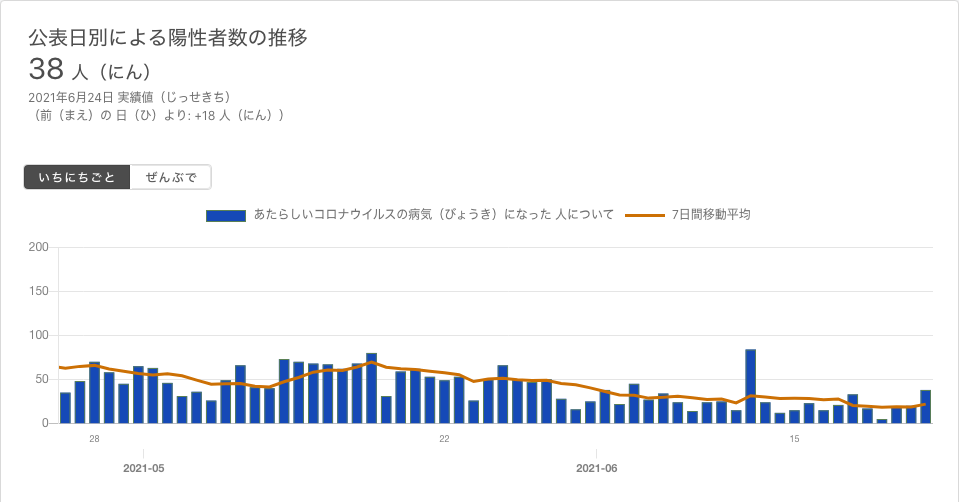 公表日別による陽性者数の推移
38 人（にん）
2021年6月24日 実績値（じっせきち）
（前（まえ）の 日（ひ）より: +18 人（にん））
いちにちごと ぜんぶで
あたらしいコロナウイルスの病気（びょうき）になった 人について 7日間移動平均
200
150
100
50
0
28 22 15
2021-05 2021-06